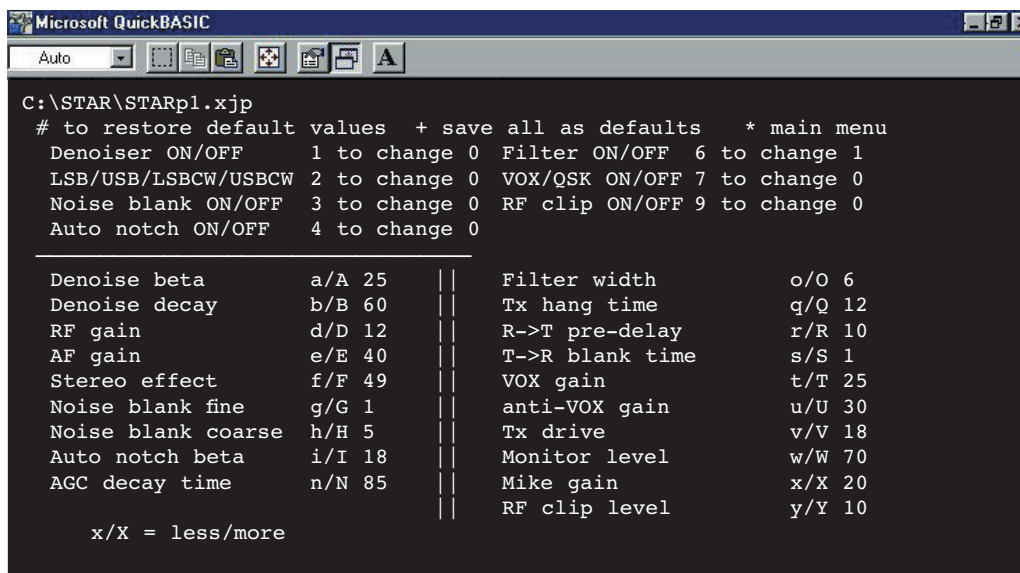 Microsoft QuickBASIC
Auto A
C:\STAR\STARp1.xjp
# to restore default values + save all as defaults * main menu
Denoiser ON/OFF 1 to change 0 Filter ON/OFF 6 to change 1
LSB/USB/LSBCW/USBCW 2 to change 0 VOX/QSK ON/OFF 7 to change 0
Noise blank ON/OFF 3 to change 0 RF clip ON/OFF 9 to change 0
Auto notch ON/OFF 4 to change 0
Denoise beta a/A 25 || Filter width o/O 6
Denoise decay b/B 60 || Tx hang time q/Q 12
RF gain d/D 12 || R->T pre-delay r/R 10
AF gain e/E 40 || T->R blank time s/S 1
Stereo effect f/F 49 || VOX gain t/T 25
Noise blank fine g/G 1 || anti-VOX gain u/U 30
Noise blank coarse h/H 5 || Tx drive v/V 18
Auto notch beta i/I 18 || Monitor level w/W 70
AGC decay time n/N 85 || Mike gain x/X 20
|| RF clip level y/Y 10
x/X = less/more